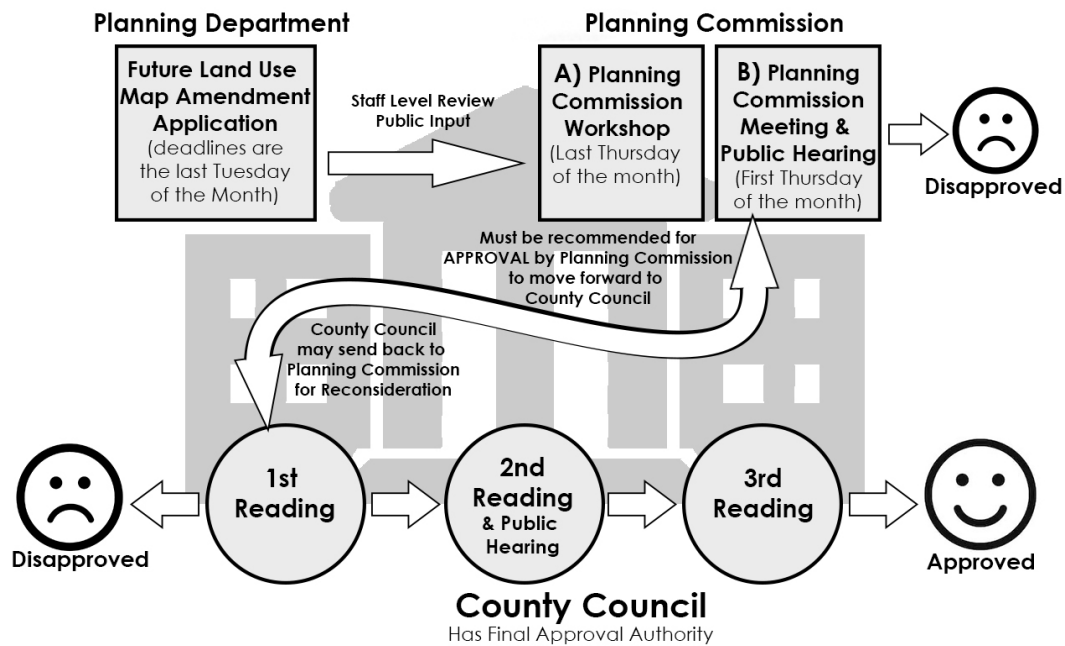 Planning Department
Planning Commission
Future Land Use
Map Amendment
Application
(deadlines are
the last Tuesday
of the Month)
Staff Level Review
Public Input
A) Planning
Commission
Workshop
(Last Thursday
of the month)
B) Planning
Commission
Meeting &
Public Hearing
(First Thursday
of the month)
Disapproved
Must be recommended for
APPROVAL by Planning Commission
to move forward to
County Council
County Council
may send back to
Planning Commission
for Reconsideration
Disapproved
1st
Reading
2nd
Reading
& Public
Hearing
3rd
Reading
Approved
County Council
Has Final Approval Authority